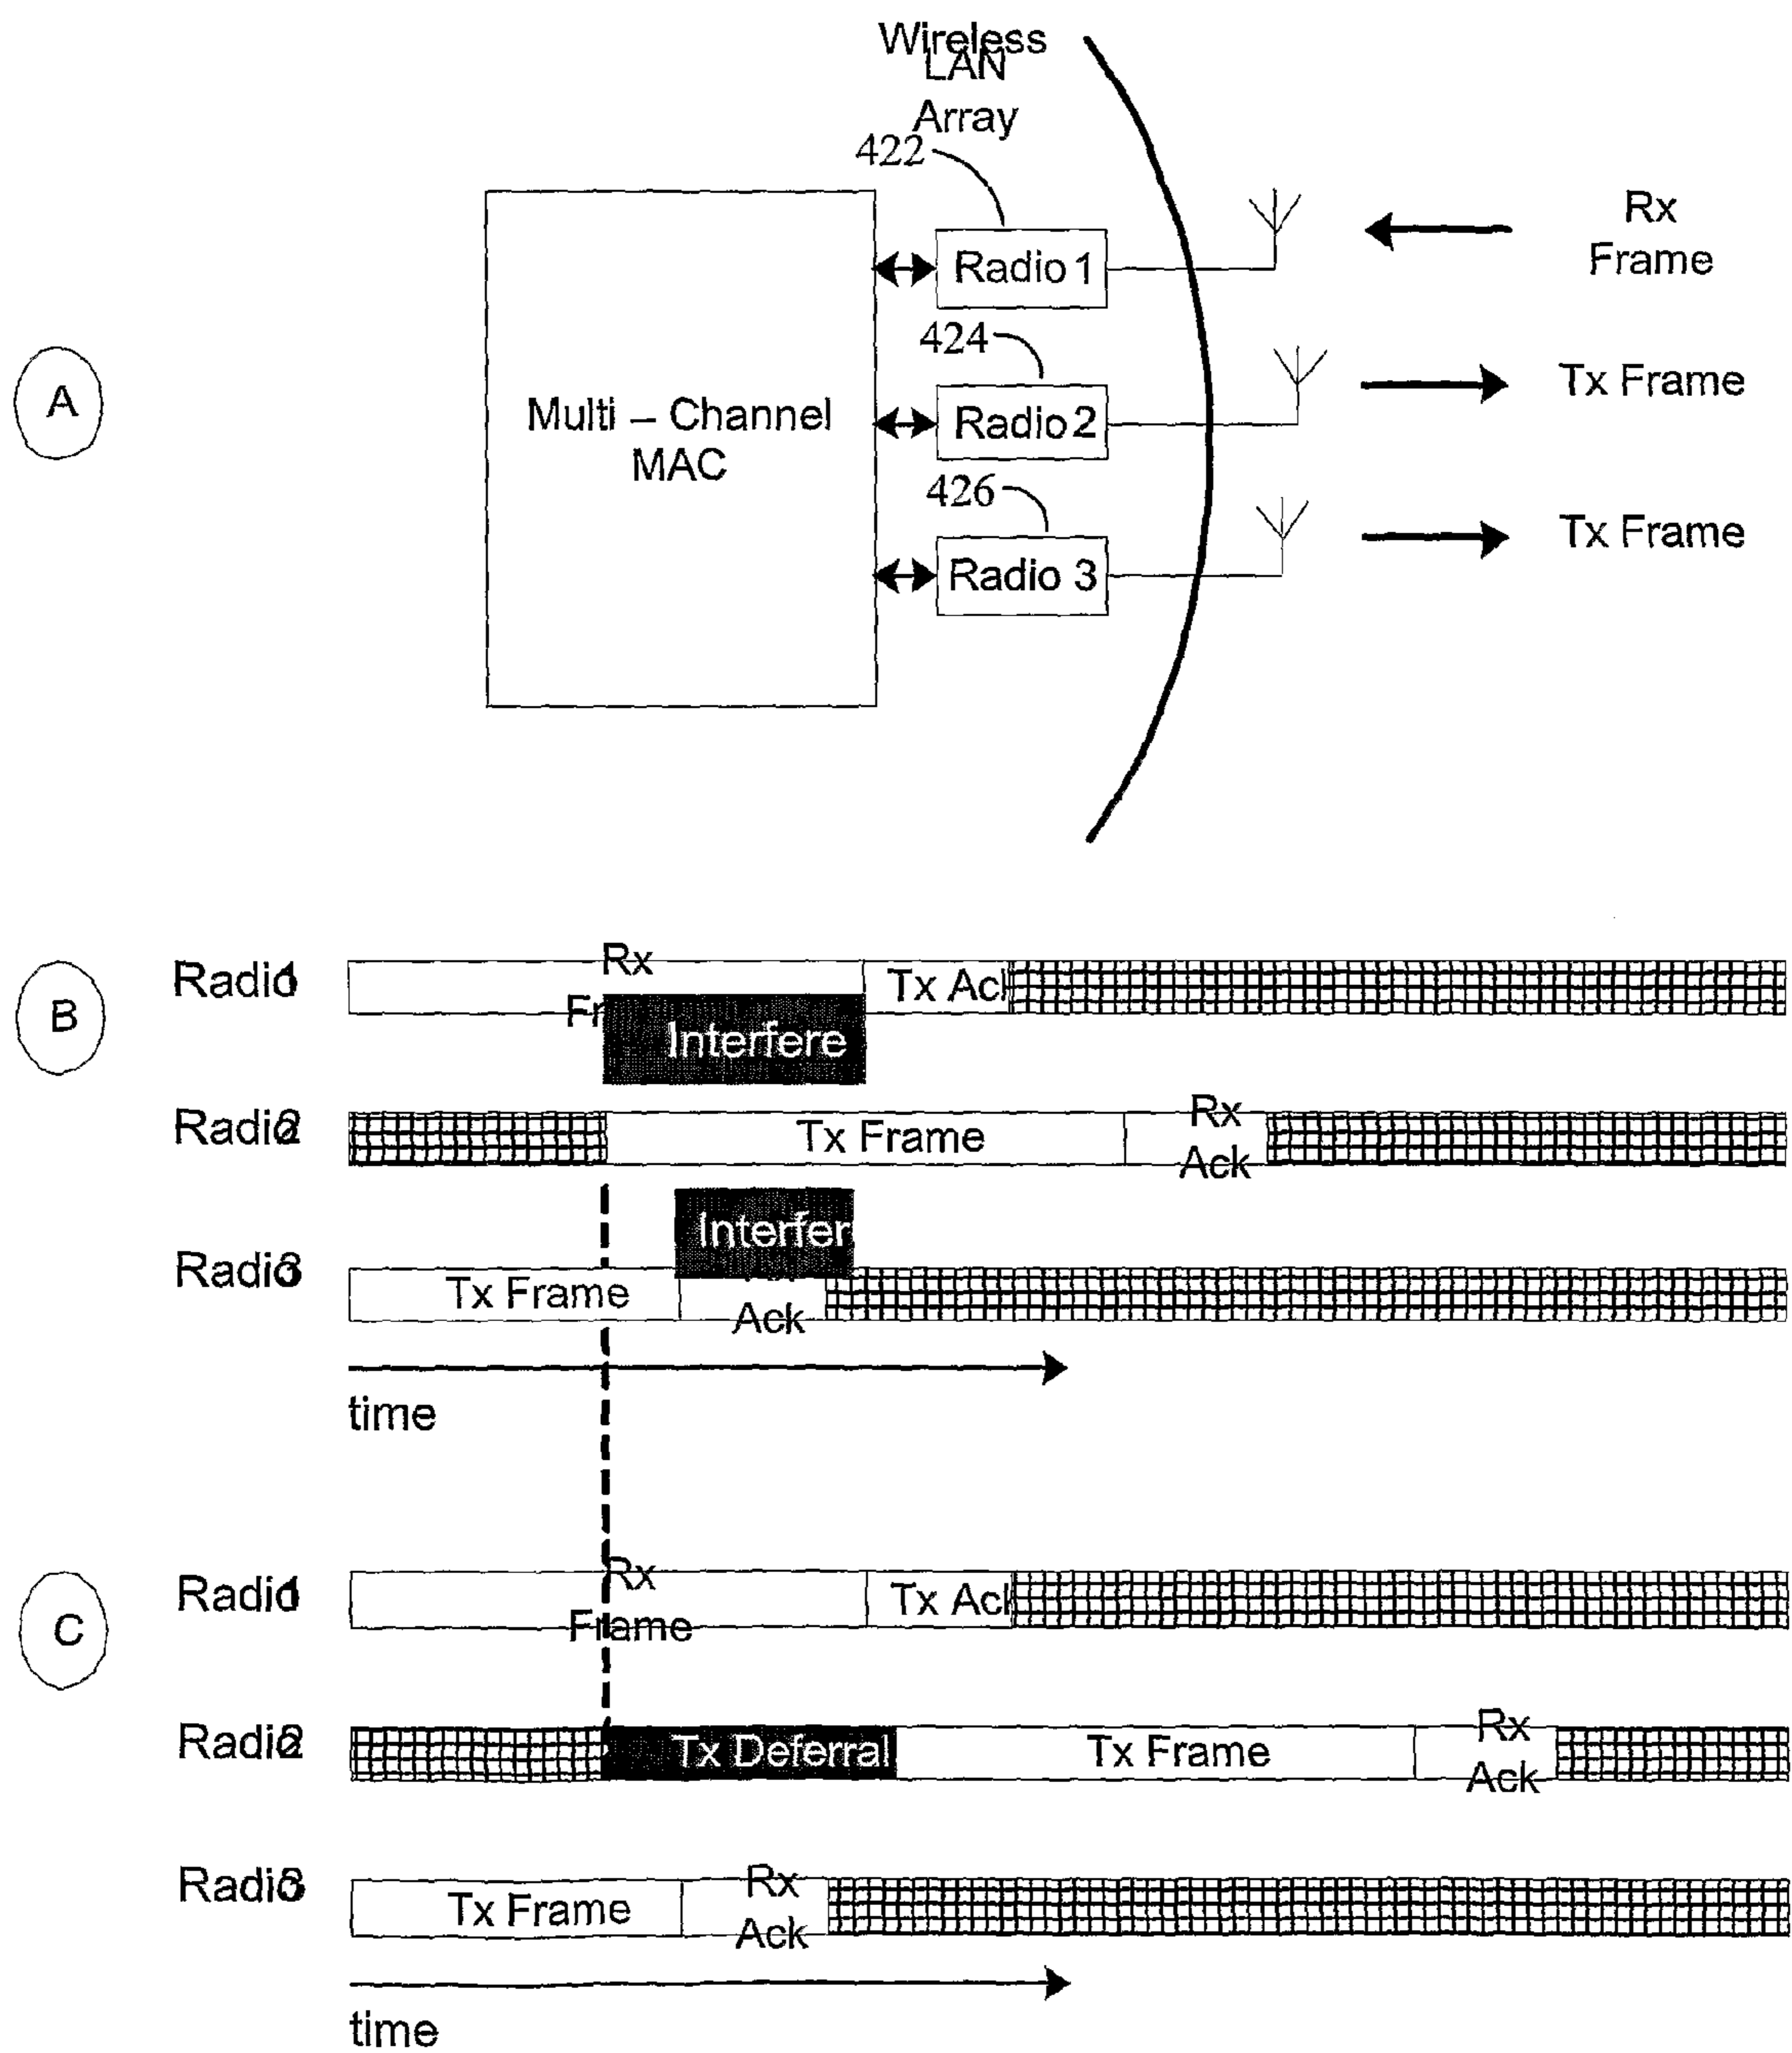 Wireless
LAN
Array
422
Radio 1
Rx
Frame
A
424
Multi – Channel
MAC
Radio 2
Tx Frame
426
Radio 3
Tx Frame
B
Radio 1
Rx
Fr
Tx Ack
Interfere
Radio 2
Tx Frame
Rx
Ack
Interfer
Radio 3
Tx Frame
Ack
time
C
Radio 1
Rx
Frame
Tx Ack
Radio 2
Tx Deferral
Tx Frame
Rx
Ack
Radio 3
Tx Frame
Rx
Ack
time